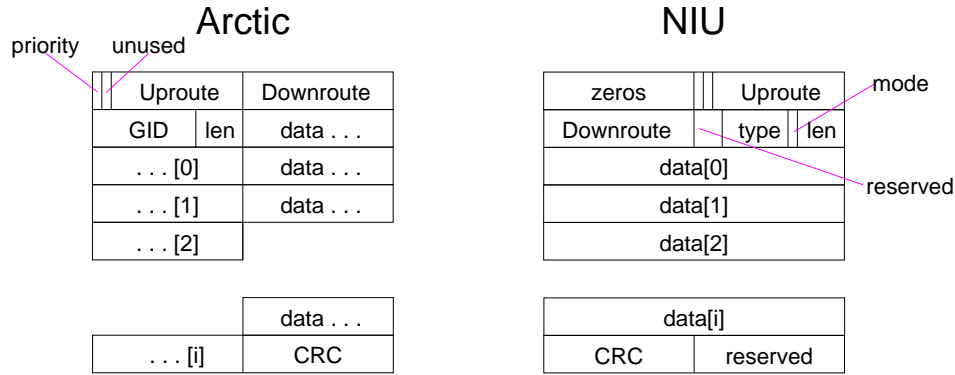 Arctic
NIU
priority
unused
mode
Uproute
Downroute
GID
len
data . . .
. . . [0]
data . . .
. . . [1]
data . . .
. . . [2]
data . . .
. . . [i]
CRC
zeros
Uproute
Downroute
type
len
data[0]
reserved
data[1]
data[2]
data[i]
CRC
reserved